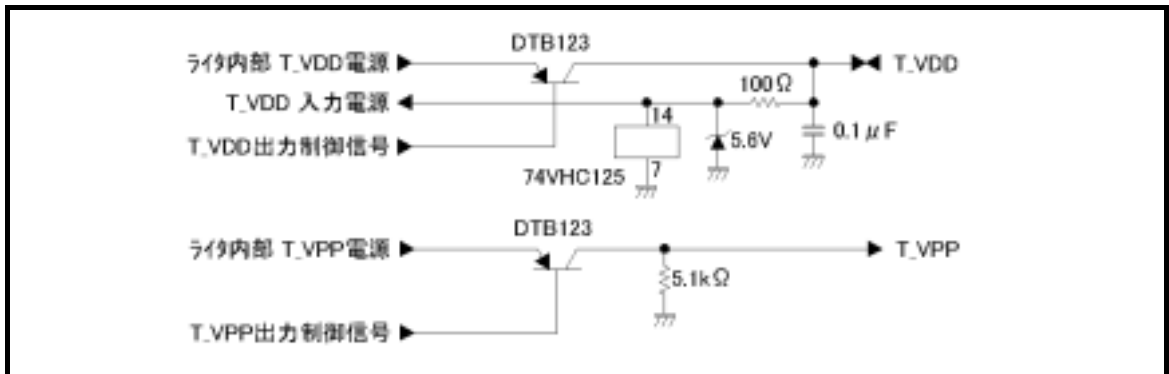 DTB123
ﾗｲﾀ内部 T_VDD電源
T_VDD
100Ω
T_VDD 入力電源
14
0.1μF
5.6V
T_VDD出力制御信号
7
74VHC125
DTB123
ﾗｲﾀ内部 T_VPP電源
T_VPP
5.1kΩ
T_VPP出力制御信号